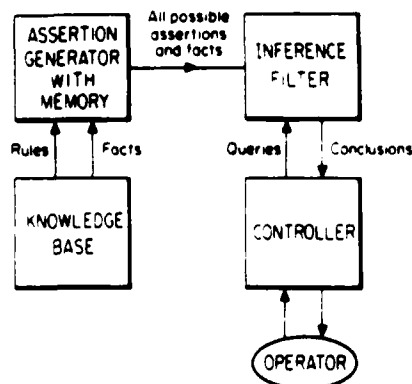 All possible
assertions
and facts
ASSERTION
GENERATOR
WITH
MEMORY
INFERENCE
FILTER
Rules
Facts
Queries
Conclusions
KNOWLEDGE
BASE
CONTROLLER
OPERATOR